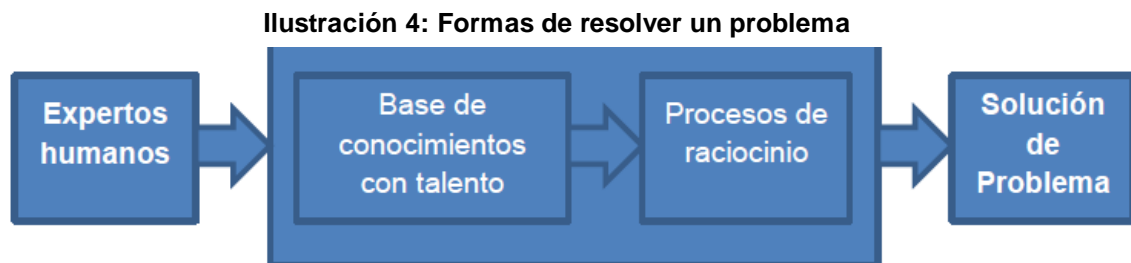 Ilustración 4: Formas de resolver un problema
Expertos
humanos
Base de
conocimientos
con talento
Procesos de
raciocinio
Solución
de
Problema